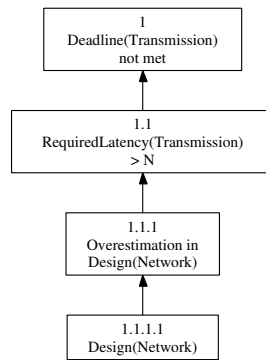 1
Deadline(Transmission)
not met
1.1
RequiredLatency(Transmission)
> N
1.1.1
Overestimation in
Design(Network)
1.1.1.1
Design(Network)